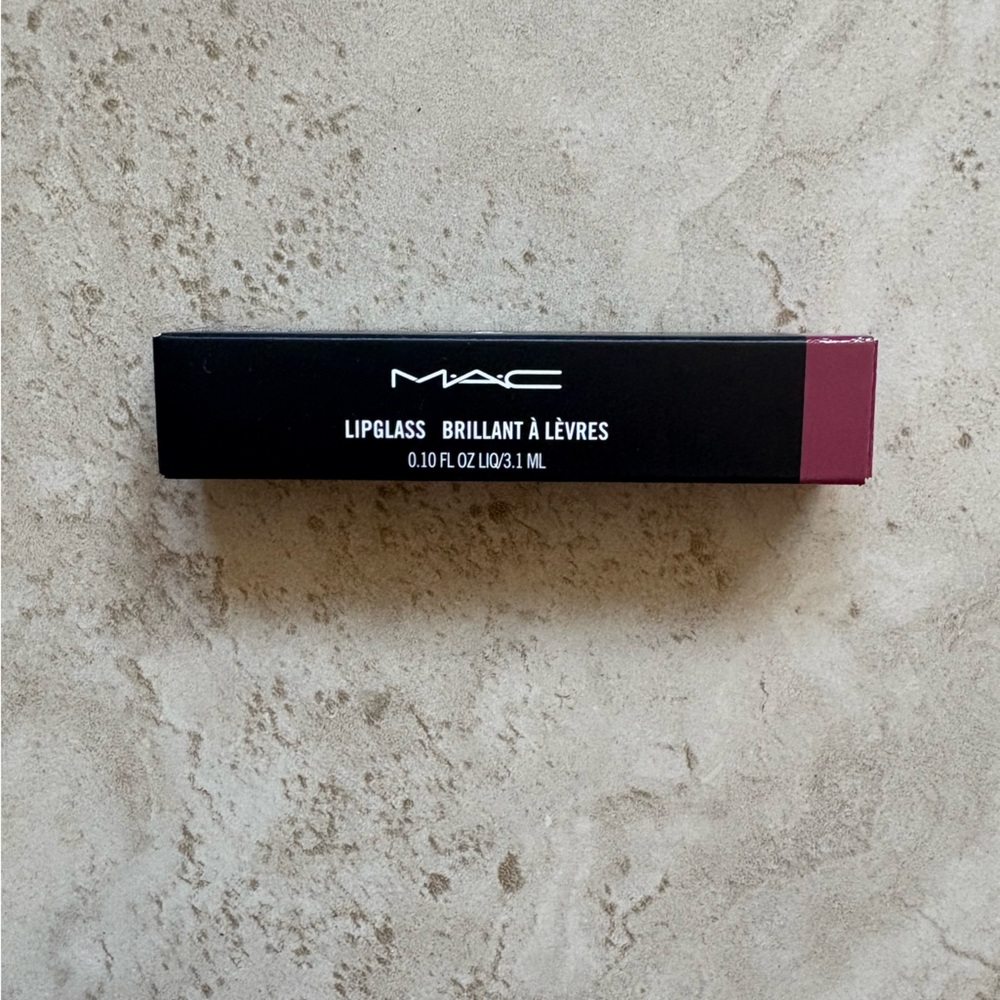 M·A·C
LIPGLASS BRILLANT À LÈVRES
0.10 FL OZ LIQ/3.1 ML